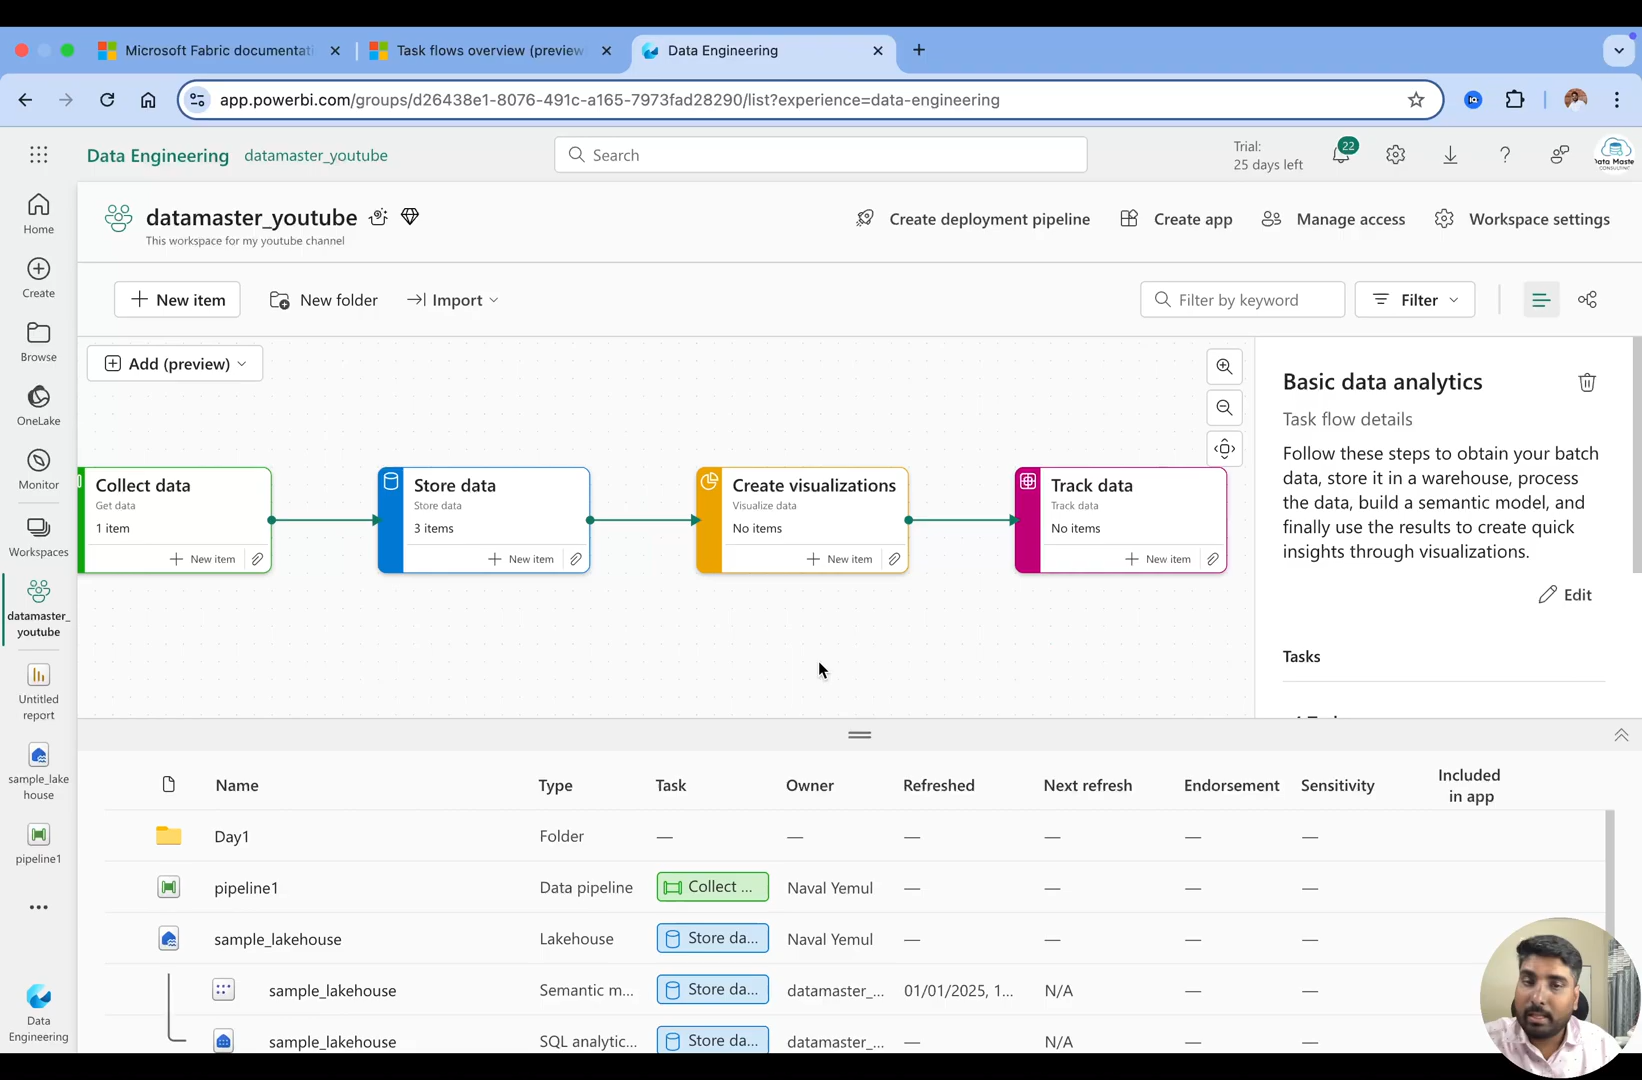 Microsoft Fabric documentati
Task flows overview (preview
Data Engineering
app.powerbi.com/groups/d26438e1-8076-491c-a165-7973fad28290/list?experience=data-engineering
Data Engineering
datamaster_youtube
Search
Trial:
25 days left
22
Data Maste
CONSULTING
Home
Create
Browse
OneLake
Monitor
Workspaces
datamaster_
youtube
Untitled
report
sample_lake
house
pipeline1
Data
Engineering
datamaster_youtube
This workspace for my youtube channel
Create deployment pipeline
Create app
Manage access
Workspace settings
New item
New folder
Import
Filter by keyword
Filter
Add (preview)
Collect data
Get data
1 item
New item
Store data
Store data
3 items
New item
Create visualizations
Visualize data
No items
New item
Track data
Track data
No items
New item
Basic data analytics
Task flow details
Follow these steps to obtain your batch
data, store it in a warehouse, process
the data, build a semantic model, and
finally use the results to create quick
insights through visualizations.
Edit
Tasks
Name Type Task Owner Refreshed Next refresh Endorsement Sensitivity Included
in app
Day1 Folder — — — — — —
pipeline1 Data pipeline Collect ... Naval Yemul — — — —
sample_lakehouse Lakehouse Store da... Naval Yemul — — — —
sample_lakehouse Semantic m... Store da... datamaster_... 01/01/2025, 1... N/A — —
sample_lakehouse SQL analytic... Store da... datamaster_... — N/A — —